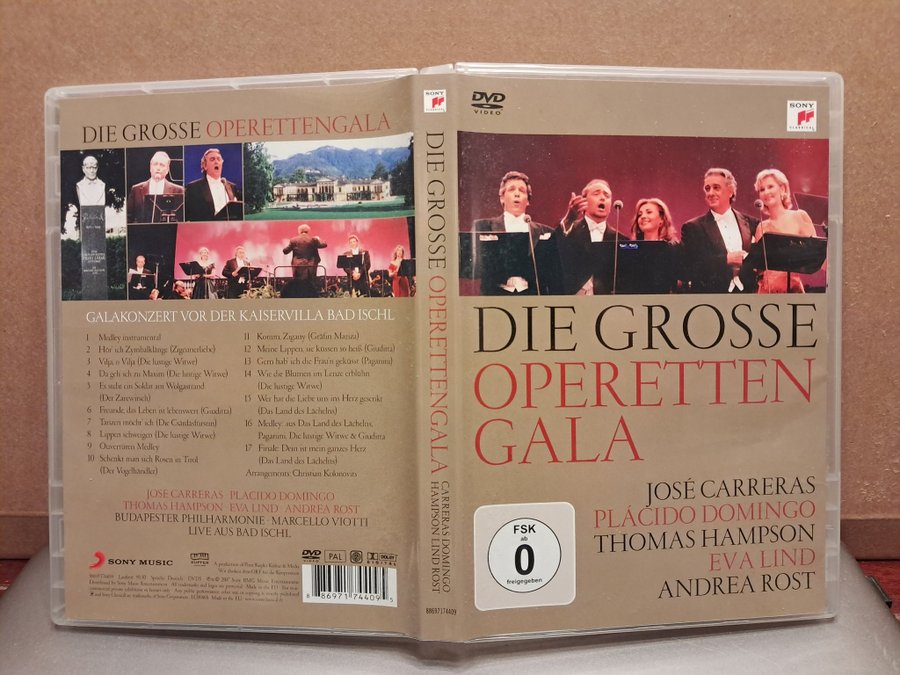 DIE GROSSE OPERETTENGALA
GALAKONZERT VOR DER KAISERVILLA BAD ISCHL
1 Medley instrumental
2 Hör ich Zymbalklänge (Zigeunerliebe)
3 Vilja, o Vilja (Die lustige Witwe)
4 Da geh ich zu Maxim (Die lustige Witwe)
5 Es steht ein Soldat am Wolgastrand
(Der Zarewitsch)
6 Freunde, das Leben ist lebenswert (Giuditta)
7 Tanzen möcht ich (Die Csárdásfürstin)
8 Lippen schweigen (Die lustige Witwe)
9 Ouvertüren Medley
10 Schenkt man sich Rosen in Tirol
(Der Vogelhändler)
11 Komm, Zigany (Gräfin Mariza)
12 Meine Lippen, sie küssen so heiß (Giuditta)
13 Gern hab' ich die Frau'n geküsst (Paganini)
14 Wie die Blumen im Lenze erblühn
(Die lustige Witwe)
15 Wer hat die Liebe uns ins Herz gesenkt
(Das Land des Lächelns)
16 Medley: aus Das Land des Lächelns,
Paganini, Die lustige Witwe & Giuditta
17 Finale: Dein ist mein ganzes Herz
(Das Land des Lächelns)
Arrangements: Christian Kolonovits
JOSÉ CARRERAS PLÁCIDO DOMINGO
THOMAS HAMPSON · EVA LIND ANDREA ROST
BUDAPESTER PHILHARMONIE · MARCELLO VIOTTI
LIVE AUS BAD ISCHL
SONY MUSIC
DVD
VIDEO
PAL
DOLBY
DIGITAL
8 86971 74409 5
SONY
DIE GROSSE OPERETTENGALA
CARRERAS DOMINGO
HAMPSON LIND ROST
88697174409
DVD
VIDEO
SONY
CLASSICAL
DIE GROSSE
OPERETTEN
GALA
FSK
ab
0
freigegeben
JOSÉ CARRERAS
PLÁCIDO DOMINGO
THOMAS HAMPSON
EVA LIND
ANDREA ROST